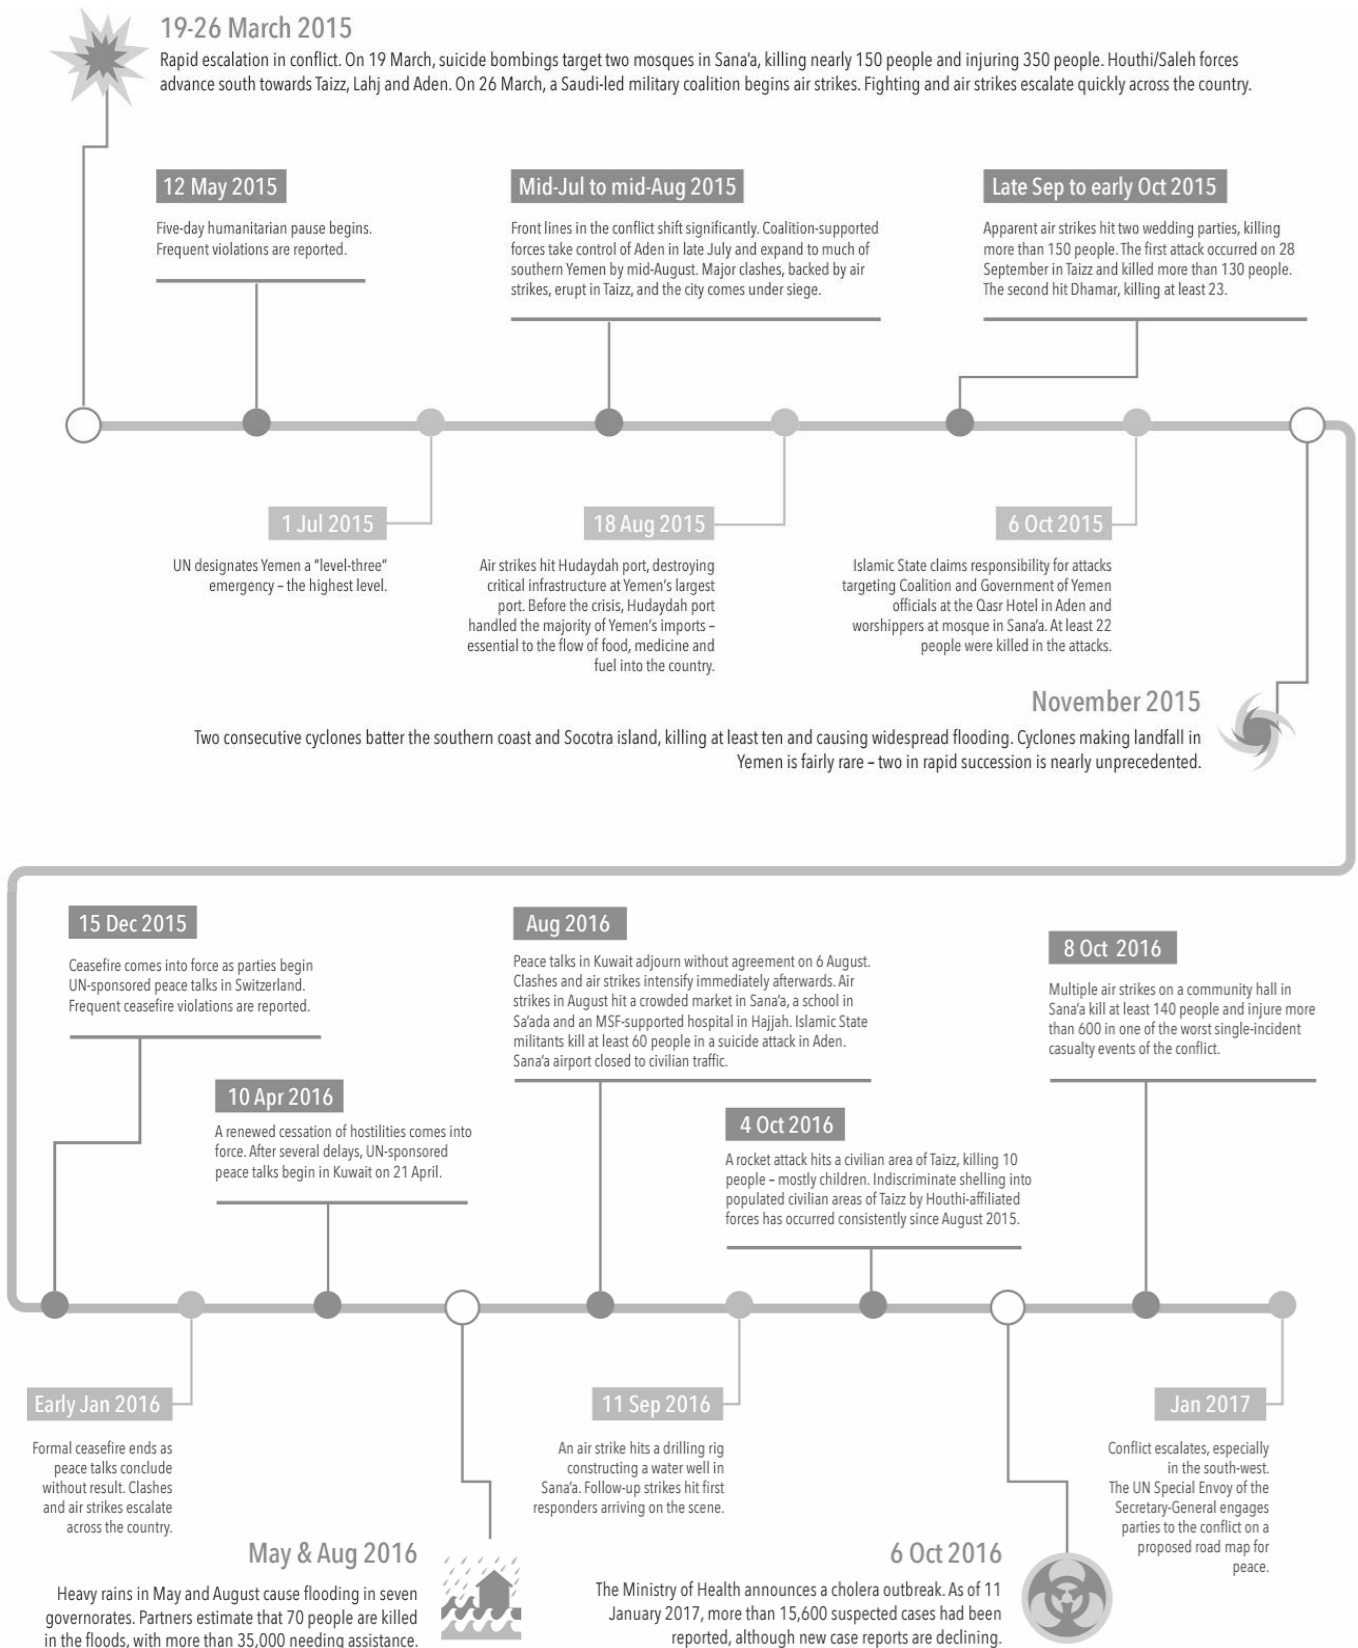 19-26 March 2015
Rapid escalation in conflict. On 19 March, suicide bombings target two mosques in Sana'a, killing nearly 150 people and injuring 350 people. Houthi/Saleh forces
advance south towards Taizz, Lahj and Aden. On 26 March, a Saudi-led military coalition begins air strikes. Fighting and air strikes escalate quickly across the country.
12 May 2015
Five-day humanitarian pause begins.
Frequent violations are reported.
Mid-Jul to mid-Aug 2015
Front lines in the conflict shift significantly. Coalition-supported
forces take control of Aden in late July and expand to much of
southern Yemen by mid-August. Major clashes, backed by air
strikes, erupt in Taizz, and the city comes under siege.
Late Sep to early Oct 2015
Apparent air strikes hit two wedding parties, killing
more than 150 people. The first attack occurred on 28
September in Taizz and killed more than 130 people.
The second hit Dhamar, killing at least 23.
1 Jul 2015
UN designates Yemen a "level-three"
emergency – the highest level.
18 Aug 2015
Air strikes hit Hudaydah port, destroying
critical infrastructure at Yemen's largest
port. Before the crisis, Hudaydah port
handled the majority of Yemen's imports –
essential to the flow of food, medicine and
fuel into the country.
6 Oct 2015
Islamic State claims responsibility for attacks
targeting Coalition and Government of Yemen
officials at the Qasr Hotel in Aden and
worshippers at mosque in Sana'a. At least 22
people were killed in the attacks.
November 2015
Two consecutive cyclones batter the southern coast and Socotra island, killing at least ten and causing widespread flooding. Cyclones making landfall in
Yemen is fairly rare – two in rapid succession is nearly unprecedented.
15 Dec 2015
Ceasefire comes into force as parties begin
UN-sponsored peace talks in Switzerland.
Frequent ceasefire violations are reported.
10 Apr 2016
A renewed cessation of hostilities comes into
force. After several delays, UN-sponsored
peace talks begin in Kuwait on 21 April.
Aug 2016
Peace talks in Kuwait adjourn without agreement on 6 August.
Clashes and air strikes intensify immediately afterwards. Air
strikes in August hit a crowded market in Sana'a, a school in
Sa'ada and an MSF-supported hospital in Hajjah. Islamic State
militants kill at least 60 people in a suicide attack in Aden.
Sana'a airport closed to civilian traffic.
4 Oct 2016
A rocket attack hits a civilian area of Taizz, killing 10
people – mostly children. Indiscriminate shelling into
populated civilian areas of Taizz by Houthi-affiliated
forces has occurred consistently since August 2015.
8 Oct 2016
Multiple air strikes on a community hall in
Sana'a kill at least 140 people and injure more
than 600 in one of the worst single-incident
casualty events of the conflict.
Early Jan 2016
Formal ceasefire ends as
peace talks conclude
without result. Clashes
and air strikes escalate
across the country.
May & Aug 2016
Heavy rains in May and August cause flooding in seven
governorates. Partners estimate that 70 people are killed
in the floods, with more than 35,000 needing assistance.
11 Sep 2016
An air strike hits a drilling rig
constructing a water well in
Sana'a. Follow-up strikes hit first
responders arriving on the scene.
6 Oct 2016
The Ministry of Health announces a cholera outbreak. As of 11
January 2017, more than 15,600 suspected cases had been
reported, although new case reports are declining.
Jan 2017
Conflict escalates, especially
in the south-west.
The UN Special Envoy of the
Secretary-General engages
parties to the conflict on a
proposed road map for
peace.